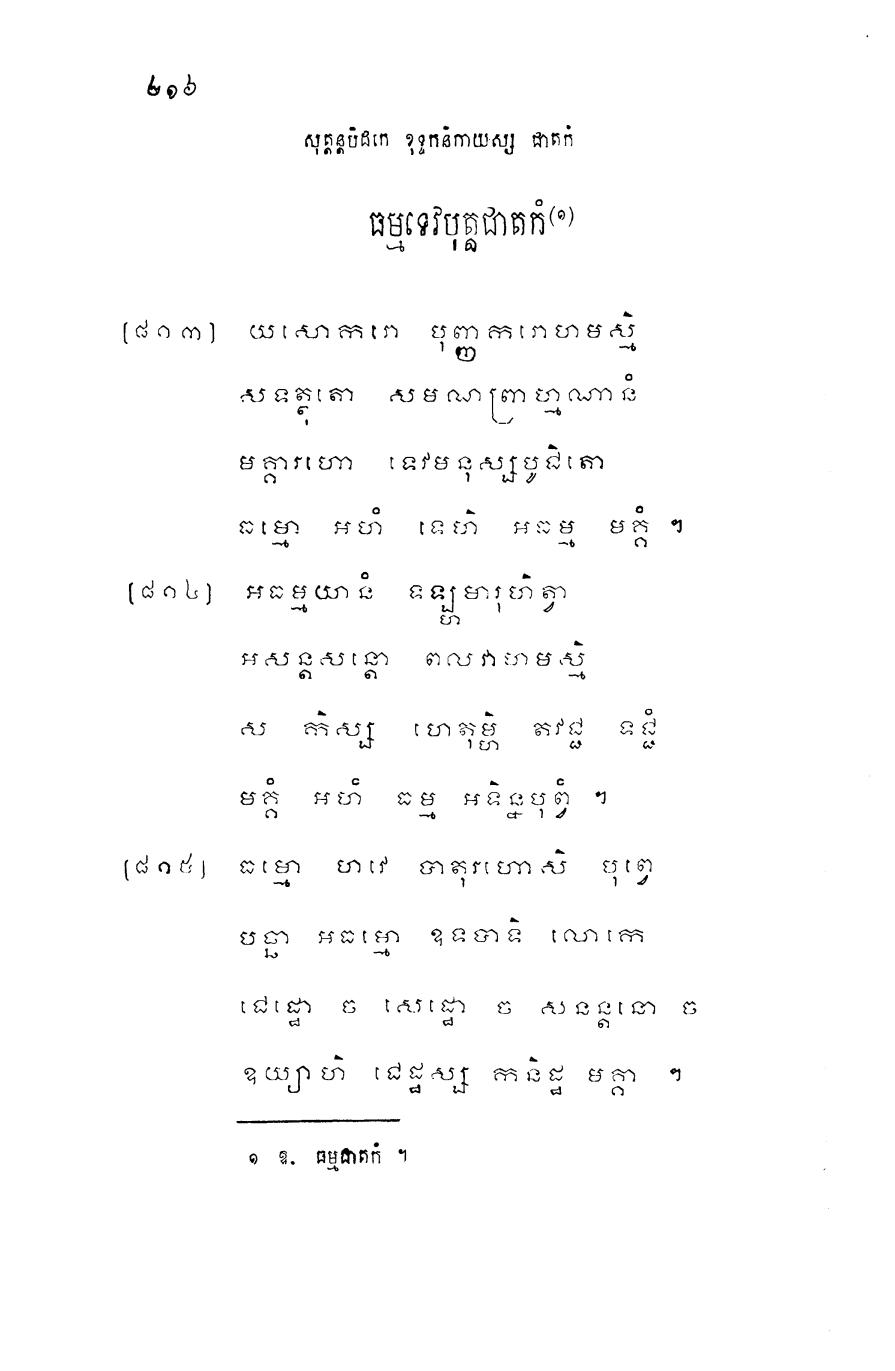 ២១៦
សុត្តន្តបិដកេ ខុទ្ទកនិកាយស្ស ជាតកំ
ធម្មទេវបុត្តជាតកំ(១)
[៨១៣] យសោករោ បុញ្ញករោហមស្មិ
សទត្ថុតោ សមណព្រាហ្មណានំ
មគ្គារហោ ទេវមនុស្សបូជិតោ
ធម្មោ អហំ ទេហិ អធម្ម មគ្គំ ។
[៨១៤] អធម្មយានំ ទឡ្ហមារុហិត្វា
អសន្តសន្តោ ពលវាហមស្មិ
ស កិស្ស ហេតុម្ហិ តវជ្ជ ទជ្ជំ
មគ្គំ អហំ ធម្ម អទិន្នបុព្វំ ។
[៨១៥] ធម្មោ ហវេ បាតុរហោសិ បុព្វេ
បច្ឆា អធម្មោ ឧទបាទិ លោកេ
ជេដ្ឋោ ច សេដ្ឋោ ច សនន្តនោ ច
ឧយ្យាហិ ជេដ្ឋស្ស កនិដ្ឋ មគ្គា ។
១ ឱ. ធម្មជាតកំ ។